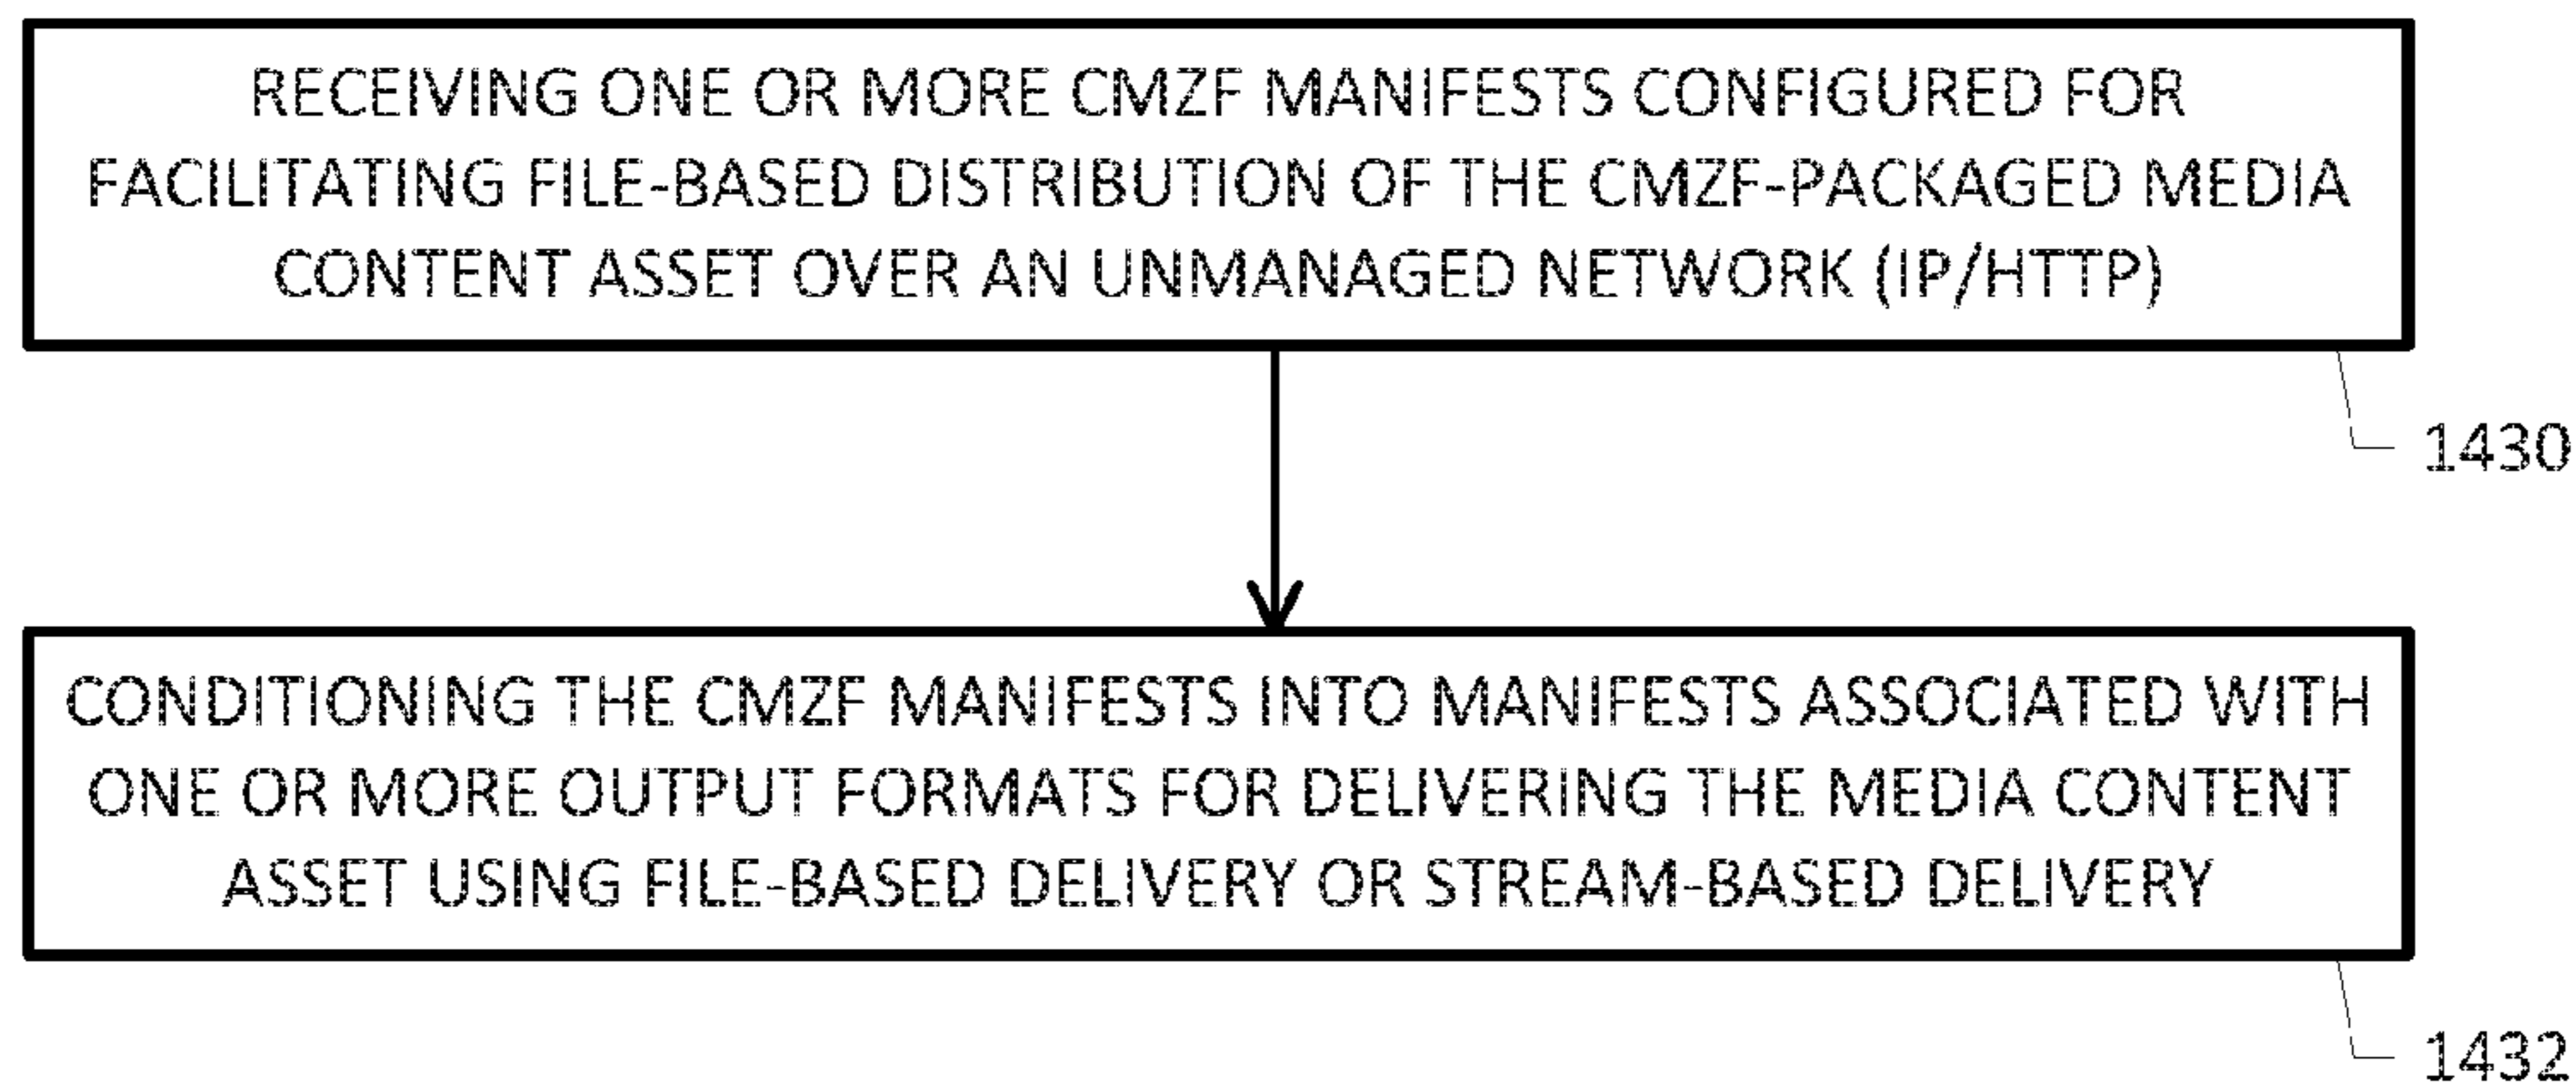 RECEIVING ONE OR MORE CMZF MANIFESTS CONFIGURED FOR
FACILITATING FILE-BASED DISTRIBUTION OF THE CMZF-PACKAGED MEDIA
CONTENT ASSET OVER AN UNMANAGED NETWORK (IP/HTTP)
1430
CONDITIONING THE CMZF MANIFESTS INTO MANIFESTS ASSOCIATED WITH
ONE OR MORE OUTPUT FORMATS FOR DELIVERING THE MEDIA CONTENT
ASSET USING FILE-BASED DELIVERY OR STREAM-BASED DELIVERY
1432